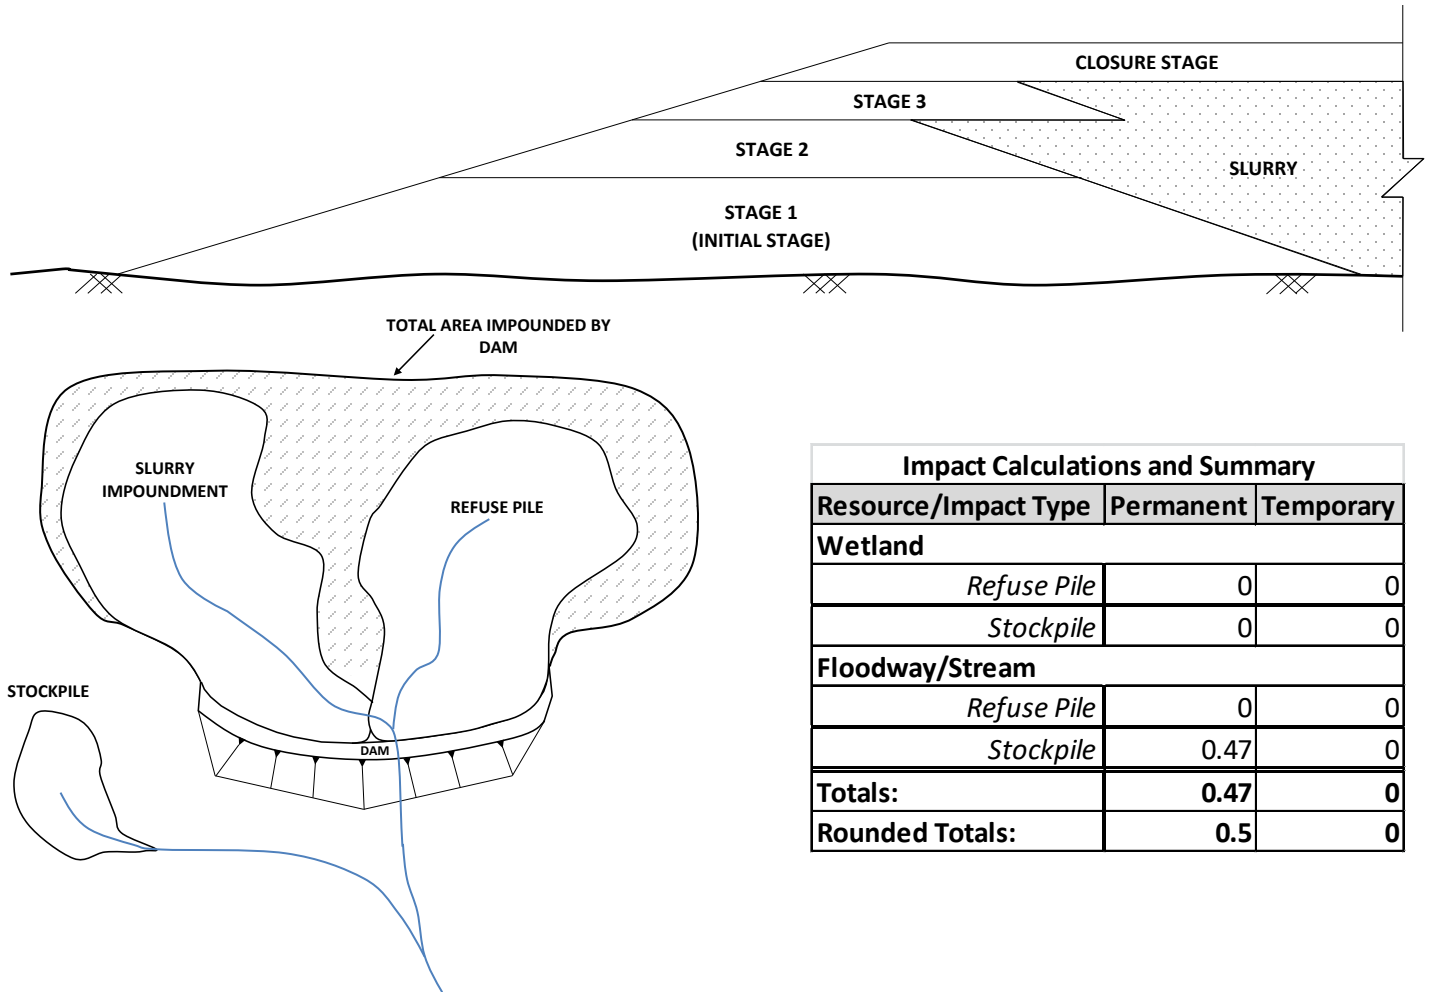 CLOSURE STAGE
STAGE 3
STAGE 2
SLURRY
STAGE 1
(INITIAL STAGE)
TOTAL AREA IMPOUNDED BY
DAM
SLURRY
IMPOUNDMENT
REFUSE PILE
STOCKPILE
DAM
Impact Calculations and Summary
Resource/Impact Type Permanent Temporary
Wetland
Refuse Pile 0 0
Stockpile 0 0
Floodway/Stream
Refuse Pile 0 0
Stockpile 0.47 0
Totals: 0.47 0
Rounded Totals: 0.5 0